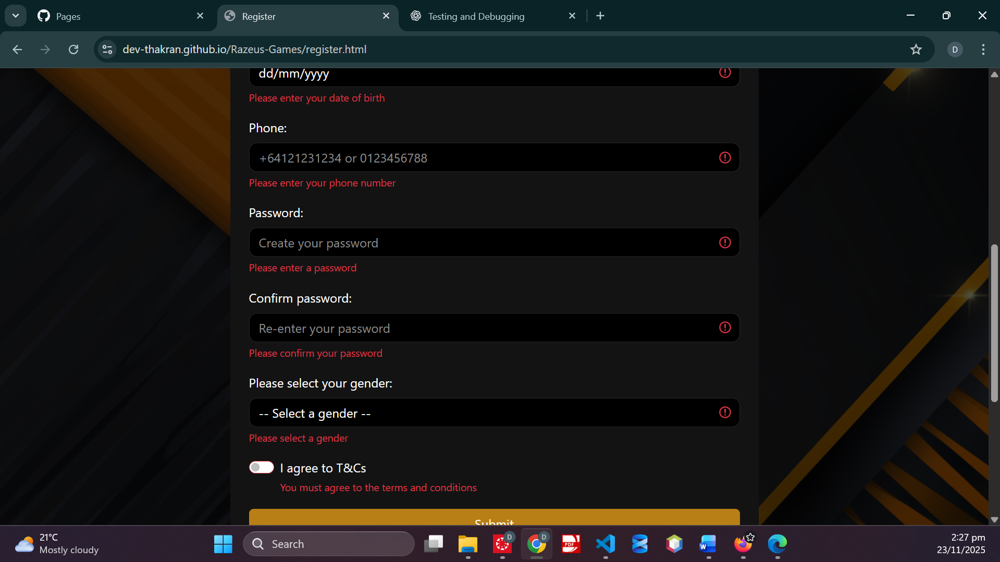 Pages
Register
Testing and Debugging
dev-thakran.github.io/Razeus-Games/register.html
D
dd/mm/yyyy
Please enter your date of birth
Phone:
+64121231234 or 0123456788
Please enter your phone number
Password:
Create your password
Please enter a password
Confirm password:
Re-enter your password
Please confirm your password
Please select your gender:
-- Select a gender --
Please select a gender
I agree to T&Cs
You must agree to the terms and conditions
Submit
21°C
Mostly cloudy
Search
D
D
PDF
W
2:27 pm
23/11/2025